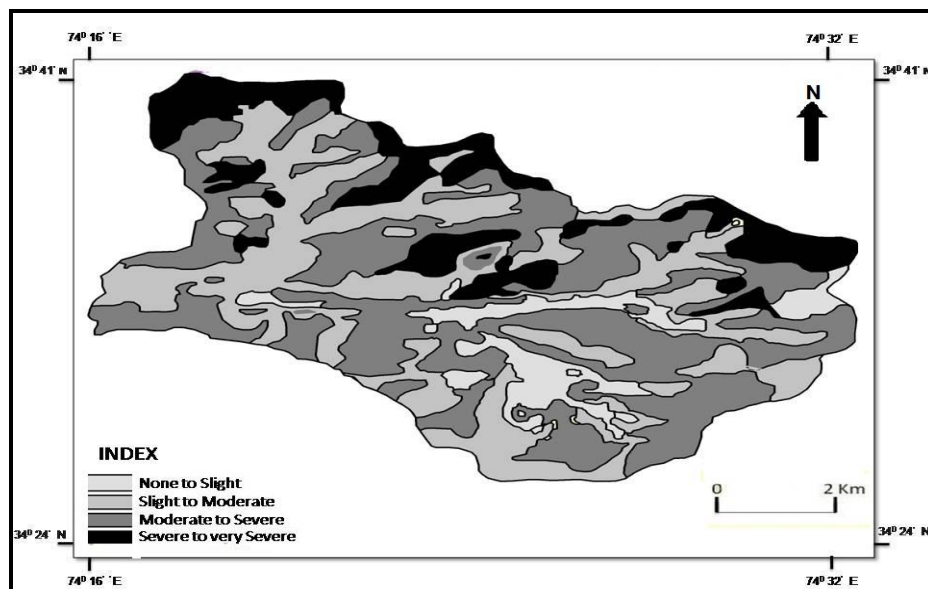 74⁰ 16´ E 74⁰ 32´ E
34⁰ 41´ N 34⁰ 41´ N
N
INDEX
None to Slight
Slight to Moderate
Moderate to Severe
Severe to very Severe
0 2 Km
34⁰ 24´ N 34⁰ 24´ N
74⁰ 16´ E 74⁰ 32´ E